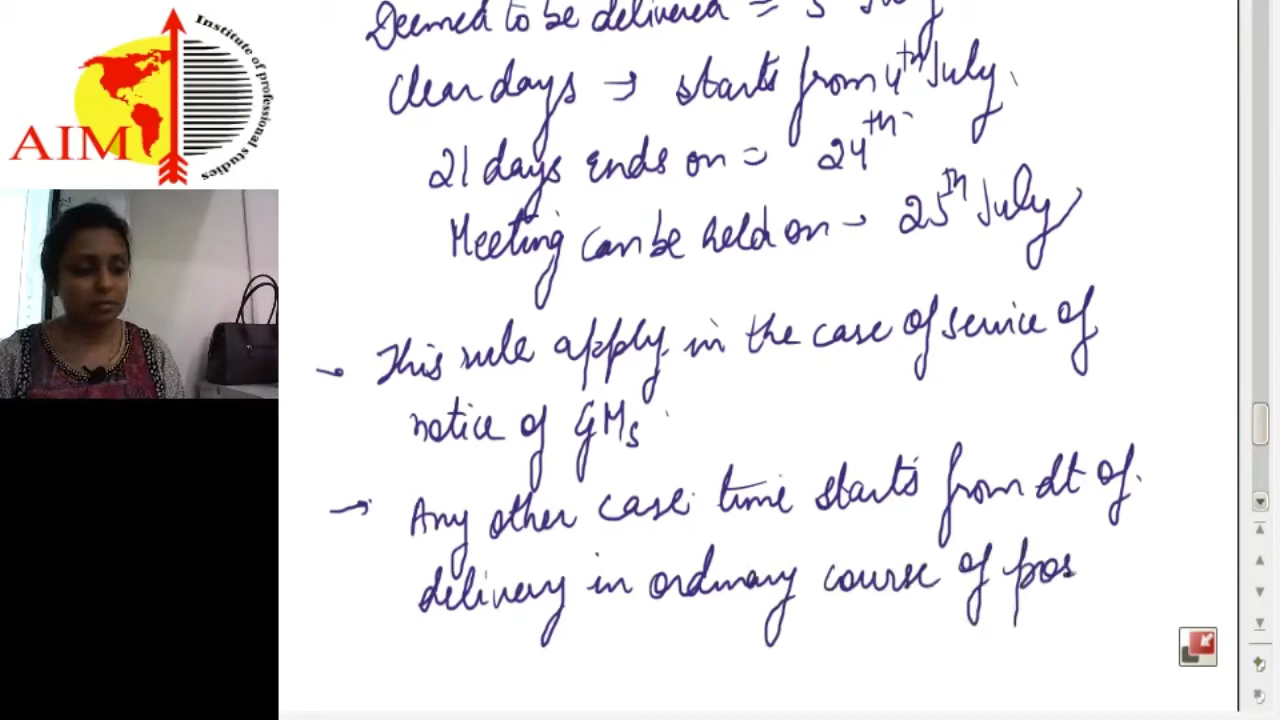 Institute of professional studies
AIM
Deemed to be delivered = 3rd July
Clear days → starts from 4th July.
21 days ends on = 24th
Meeting can be held on - 25th July
- This rule apply in the case of service of
notice of GMs
→ Any other case time starts from dt of
delivery in ordinary course of pos